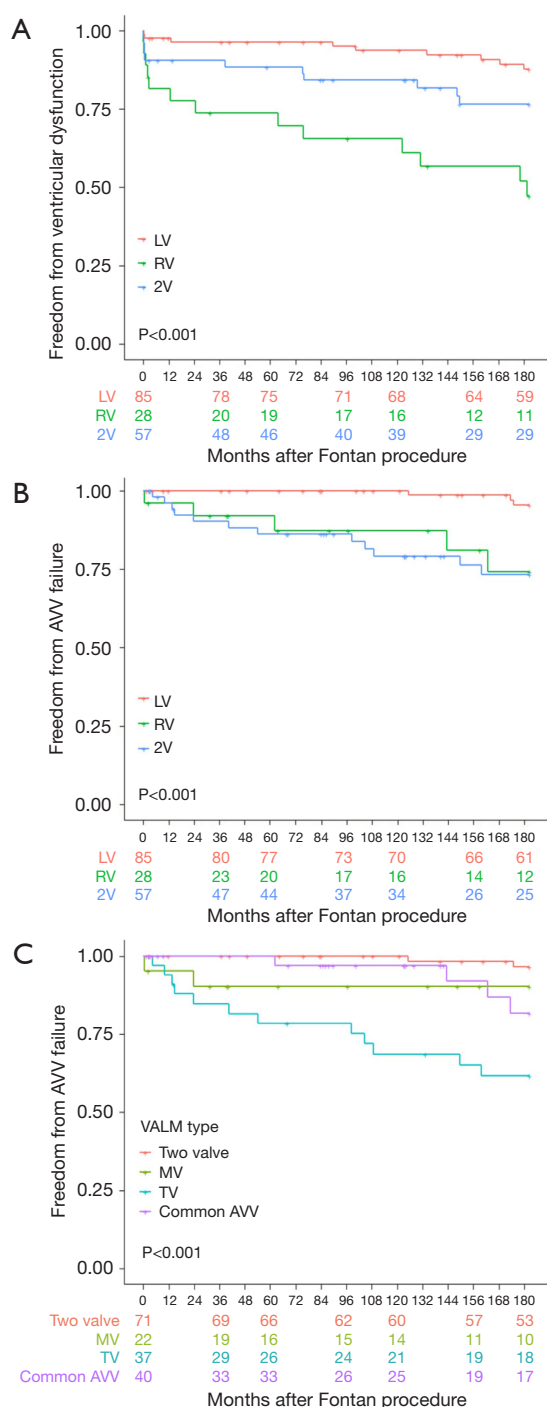 A
Freedom from ventricular dysfunction
1.00
0.75
0.50
0.25
0.00
LV
RV
2V
P<0.001
0 12 24 36 48 60 72 84 96 108 120 132 144 156 168 180
LV 85 78 75 71 68 64 59
RV 28 20 19 17 16 12 11
2V 57 48 46 40 39 29 29
Months after Fontan procedure
B
Freedom from AVV failure
1.00
0.75
0.50
0.25
0.00
LV
RV
2V
P<0.001
0 12 24 36 48 60 72 84 96 108 120 132 144 156 168 180
LV 85 80 77 73 70 66 61
RV 28 23 20 17 16 14 12
2V 57 47 44 37 34 26 25
Months after Fontan procedure
C
Freedom from AVV failure
1.00
0.75
0.50
0.25
0.00
VALM type
Two valve
MV
TV
Common AVV
P<0.001
0 12 24 36 48 60 72 84 96 108 120 132 144 156 168 180
Two valve 71 69 66 62 60 57 53
MV 22 19 16 15 14 11 10
TV 37 29 26 24 21 19 18
Common AVV 40 33 33 26 25 19 17
Months after Fontan procedure